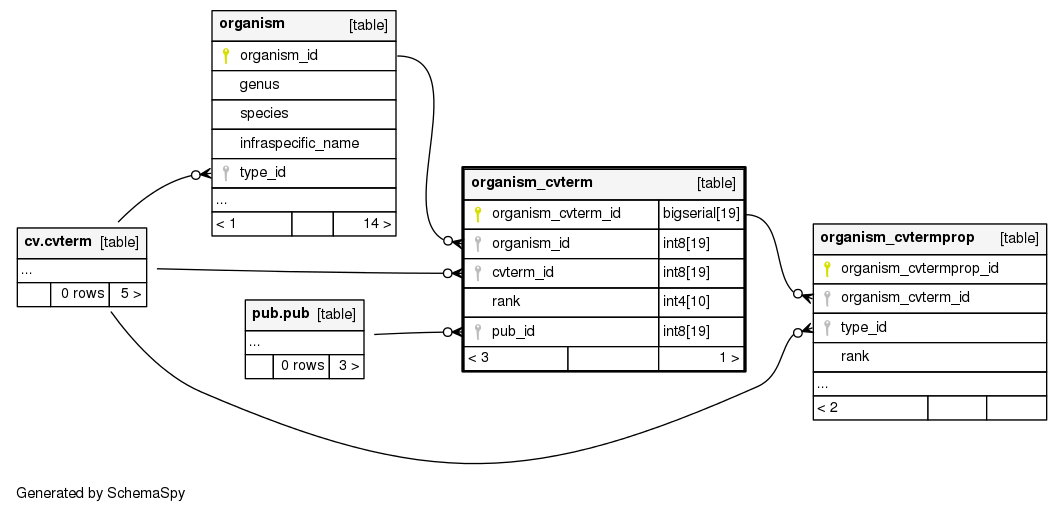 organism [table]
organism_id
genus
species
infraspecific_name
type_id
...
< 1 14 >
cv.cvterm [table]
...
0 rows 5 >
pub.pub [table]
...
0 rows 3 >
organism_cvterm [table]
organism_cvterm_id bigserial[19]
organism_id int8[19]
cvterm_id int8[19]
rank int4[10]
pub_id int8[19]
< 3 1 >
organism_cvtermprop [table]
organism_cvtermprop_id
organism_cvterm_id
type_id
rank
...
< 2
Generated by SchemaSpy